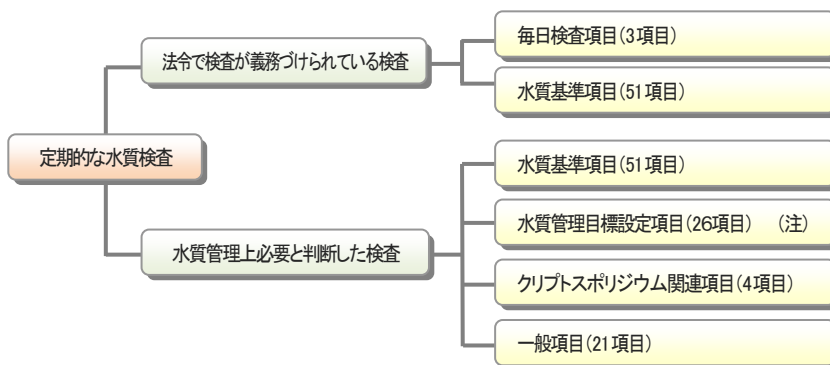 定期的な水質検査
法令で検査が義務づけられている検査
毎日検査項目(3項目)
水質基準項目(51項目)
水質管理上必要と判断した検査
水質基準項目(51項目)
水質管理目標設定項目(26項目) (注)
クリプトスポリジウム関連項目(4項目)
一般項目(21項目)